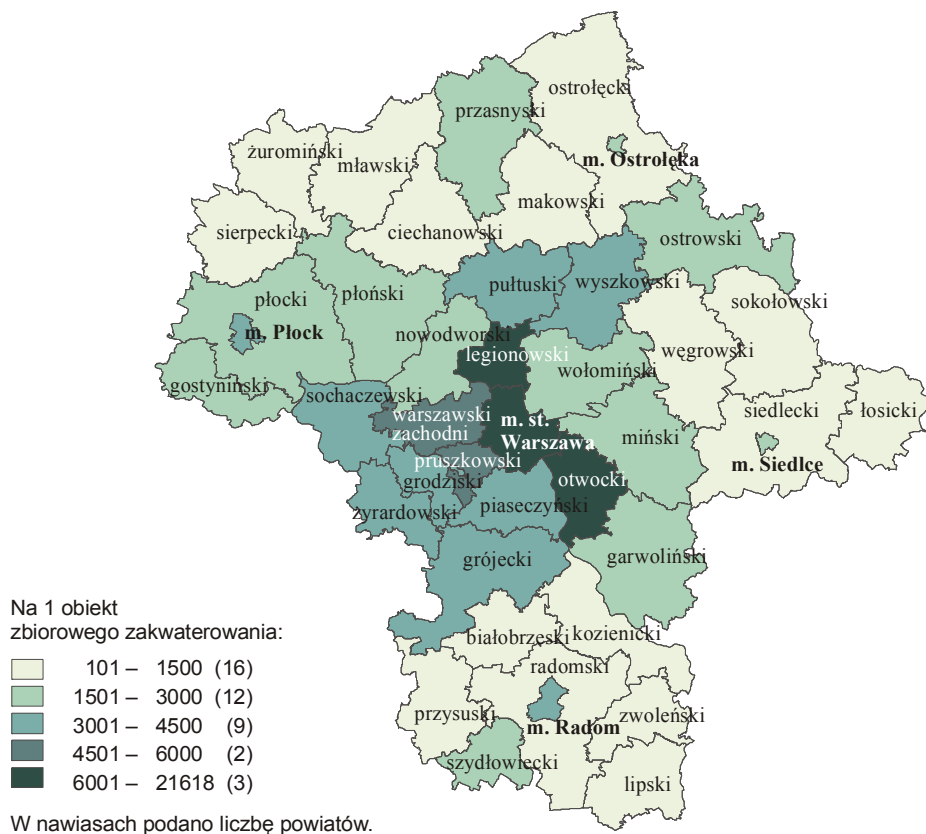 ostrołęcki
przasnyski
m. Ostrołęka
żuromiński
mławski
makowski
sierpecki
ciechanowski
ostrowski
pułtuski
wyszkowski
sokołowski
płocki
płoński
m. Płock
nowodworski
legionowski
węgrowski
wołomiński
gostyniński
sochaczewski
warszawski
zachodni
m. st.
Warszawa
siedlecki
łosicki
miński
m. Siedlce
pruszkowski
grodziski
otwocki
żyrardowski
piaseczyński
grójecki
garwoliński
białobrzeski
kozienicki
radomski
przysuski
m. Radom
zwoleński
szydłowiecki
lipski
Na 1 obiekt
zbiorowego zakwaterowania:
101 – 1500 (16)
1501 – 3000 (12)
3001 – 4500 (9)
4501 – 6000 (2)
6001 – 21618 (3)
W nawiasach podano liczbę powiatów.